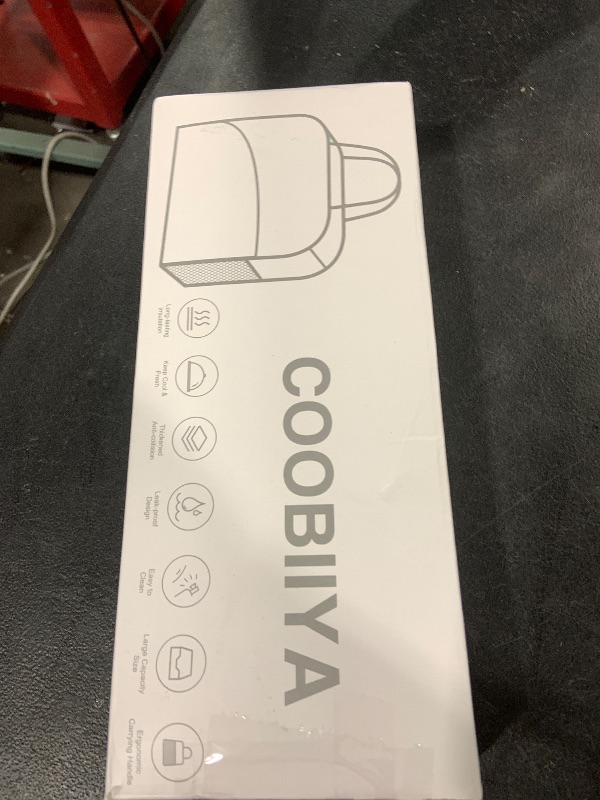 COOBIIYA
Long-lasting
Insulation
Keep Cool &
Fresh
Thickened
Anti-collision
Leak-proof
Design
Easy to
Clean
Large Capacity
Size
Ergonomic
Carrying Handle